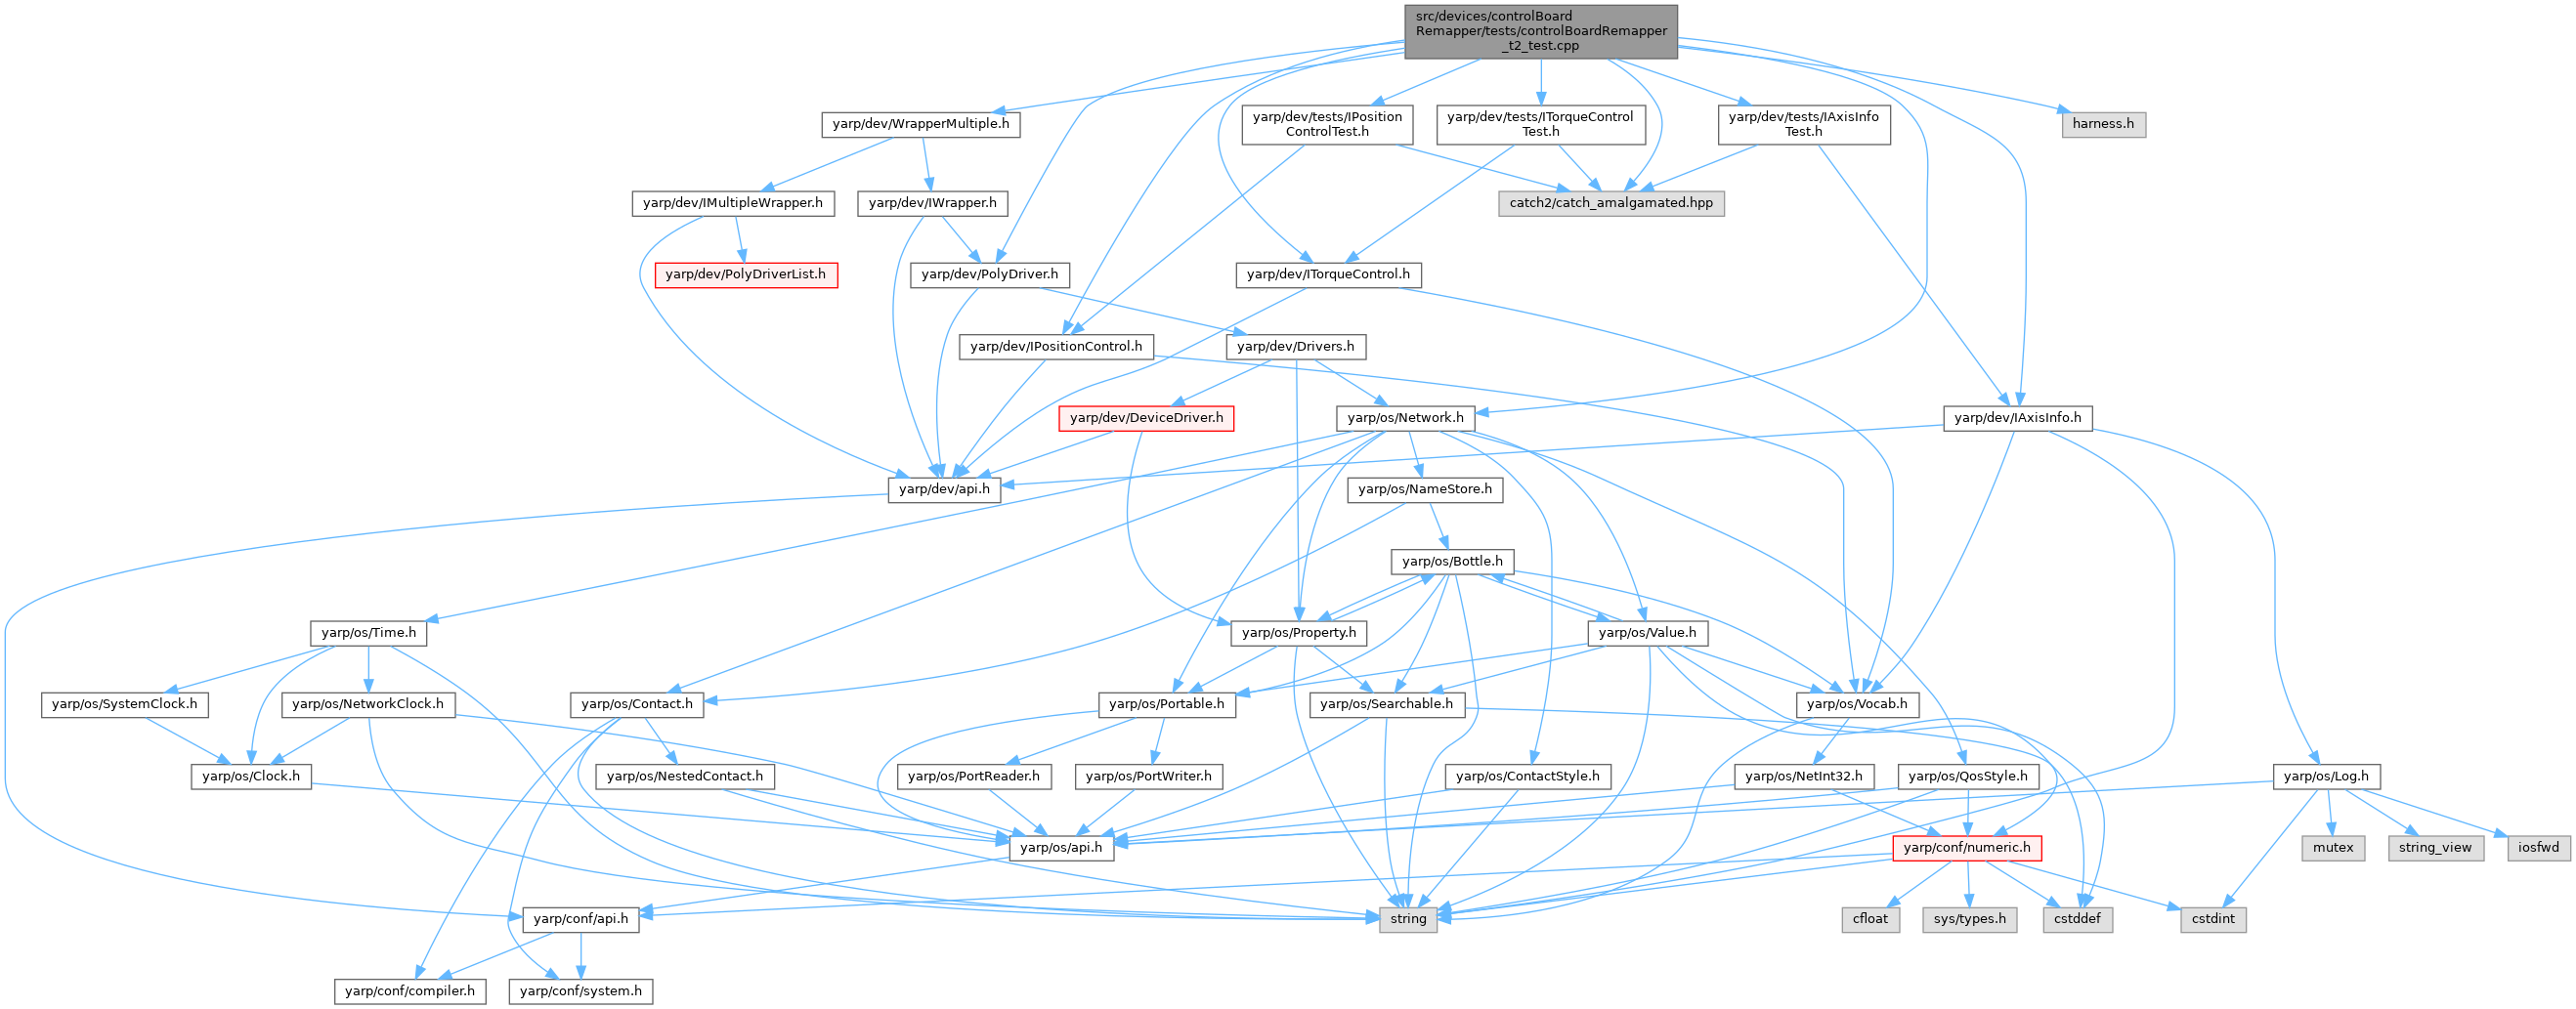 src/devices/controlBoard
Remapper/tests/controlBoardRemapper
_t2_test.cpp
yarp/dev/WrapperMultiple.h
yarp/dev/tests/IPosition
ControlTest.h
yarp/dev/tests/ITorqueControl
Test.h
yarp/dev/tests/IAxisInfo
Test.h
harness.h
yarp/dev/IMultipleWrapper.h
yarp/dev/IWrapper.h
catch2/catch_amalgamated.hpp
yarp/dev/PolyDriverList.h
yarp/dev/PolyDriver.h
yarp/dev/ITorqueControl.h
yarp/dev/IPositionControl.h
yarp/dev/Drivers.h
yarp/dev/DeviceDriver.h
yarp/os/Network.h
yarp/dev/IAxisInfo.h
yarp/dev/api.h
yarp/os/NameStore.h
yarp/os/Bottle.h
yarp/os/Time.h
yarp/os/Property.h
yarp/os/Value.h
yarp/os/SystemClock.h
yarp/os/NetworkClock.h
yarp/os/Contact.h
yarp/os/Portable.h
yarp/os/Searchable.h
yarp/os/Vocab.h
yarp/os/Clock.h
yarp/os/NestedContact.h
yarp/os/PortReader.h
yarp/os/PortWriter.h
yarp/os/ContactStyle.h
yarp/os/NetInt32.h
yarp/os/QosStyle.h
yarp/os/Log.h
yarp/os/api.h
yarp/conf/numeric.h
mutex
string_view
iosfwd
yarp/conf/api.h
string
cfloat
sys/types.h
cstddef
cstdint
yarp/conf/compiler.h
yarp/conf/system.h